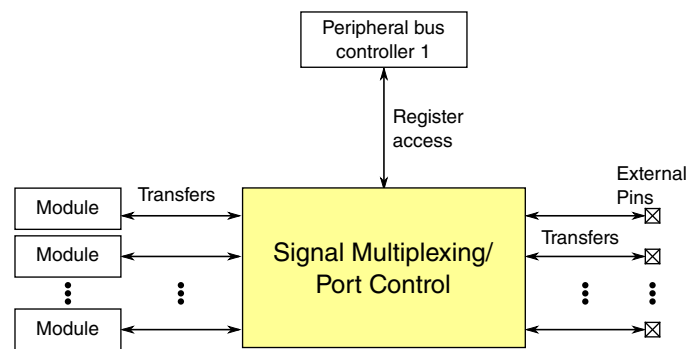 Peripheral bus
controller 1
Register
access
External
Pins
Module
Transfers
Module
Module
Signal Multiplexing/
Port Control
Transfers